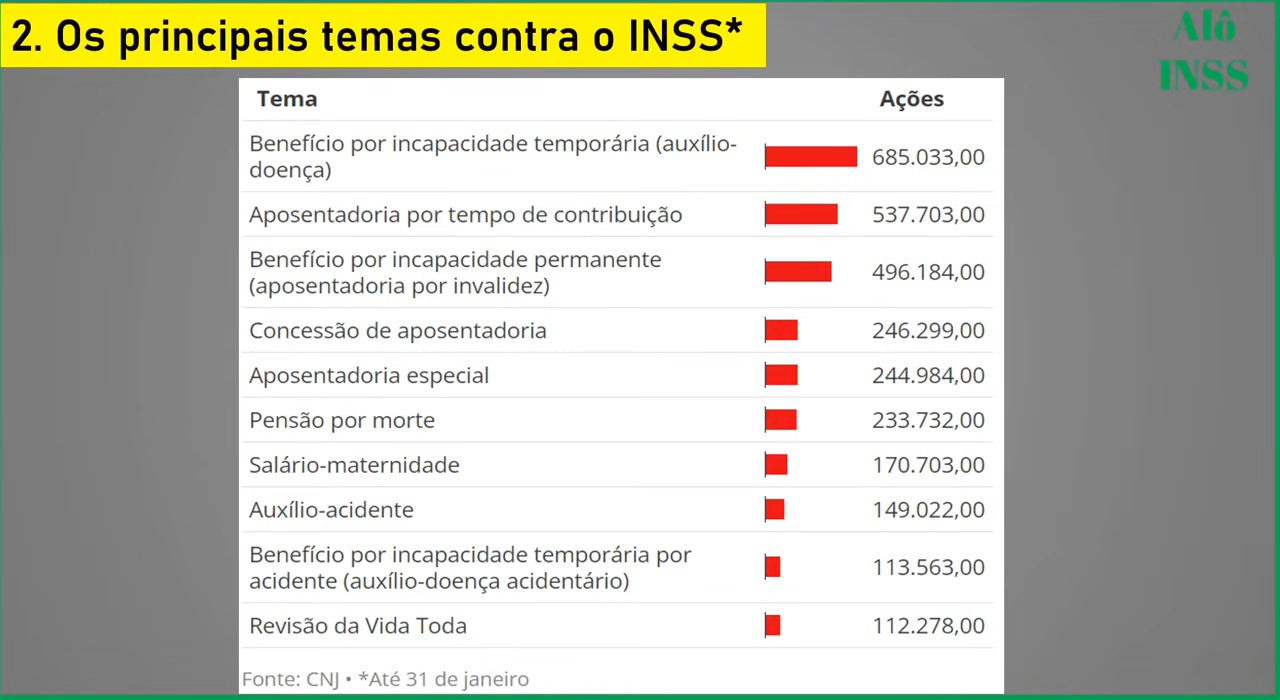 2. Os principais temas contra o INSS*
Alô
INSS
Tema Ações
Benefício por incapacidade temporária (auxílio-
doença) 685.033,00
Aposentadoria por tempo de contribuição 537.703,00
Benefício por incapacidade permanente
(aposentadoria por invalidez) 496.184,00
Concessão de aposentadoria 246.299,00
Aposentadoria especial 244.984,00
Pensão por morte 233.732,00
Salário-maternidade 170.703,00
Auxílio-acidente 149.022,00
Benefício por incapacidade temporária por
acidente (auxílio-doença acidentário) 113.563,00
Revisão da Vida Toda 112.278,00
Fonte: CNJ • *Até 31 de janeiro